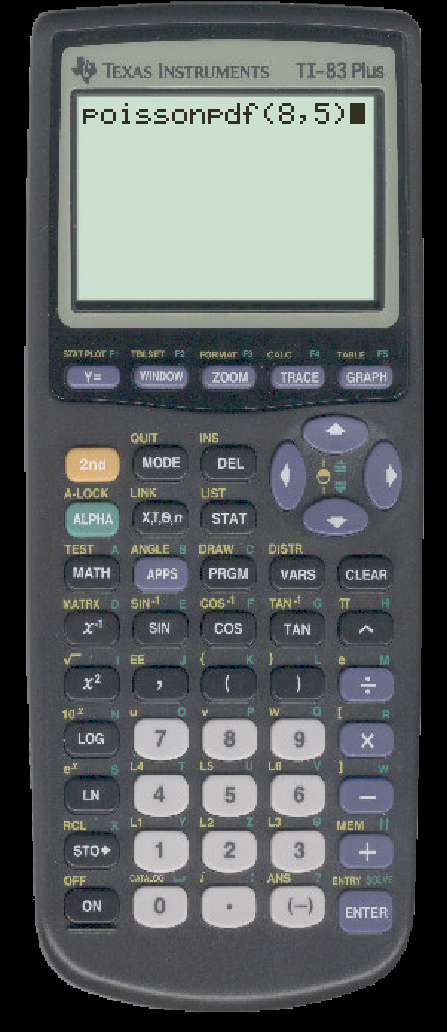 TEXAS INSTRUMENTS TI-83 Plus
poissonpdf(8,5)
STAT PLOT F1 TBLSET F2 FORMAT F3 CALC F4 TABLE F5
Y= WINDOW ZOOM TRACE GRAPH
QUIT INS
2nd MODE DEL
A-LOCK LINK LIST
ALPHA X,T,Θ,n STAT
TEST A ANGLE B DRAW C DISTR
MATH APPS PRGM VARS CLEAR
MATRX D SIN⁻¹ E COS⁻¹ F TAN⁻¹ G π H
x⁻¹ SIN COS TAN ^
√ I EE J { K } L e M
x² , ( ) ÷
10ˣ N u O v P w Q [ R
LOG 7 8 9 ×
eˣ S L4 T L5 U L6 V ] W
LN 4 5 6 −
RCL X L1 Y L2 Z L3 θ MEM "
STO➧ 1 2 3 +
OFF CATALOG i : ANS ? ENTRY SOLVE
ON 0 . (−) ENTER